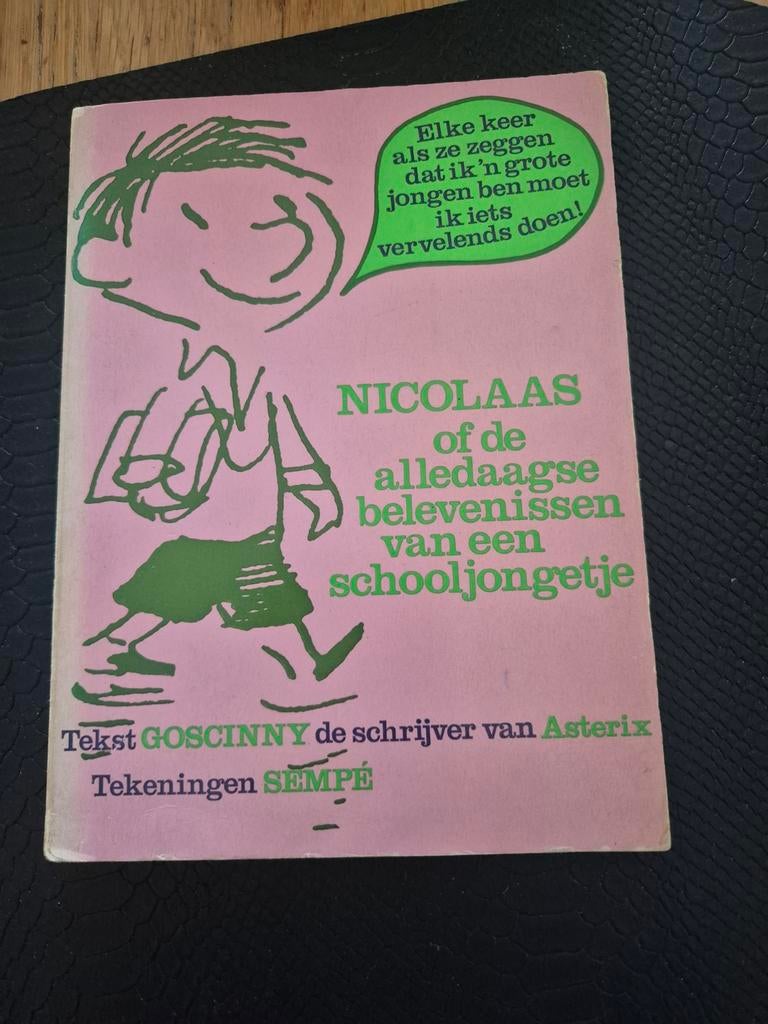 Elke keer
als ze zeggen
dat ik 'n grote
jongen ben moet
ik iets
vervelends doen!
NICOLAAS
of de
alledaagse
belevenissen
van een
schooljongetje
Tekst GOSCINNY de schrijver van Asterix
Tekeningen SEMPÉ